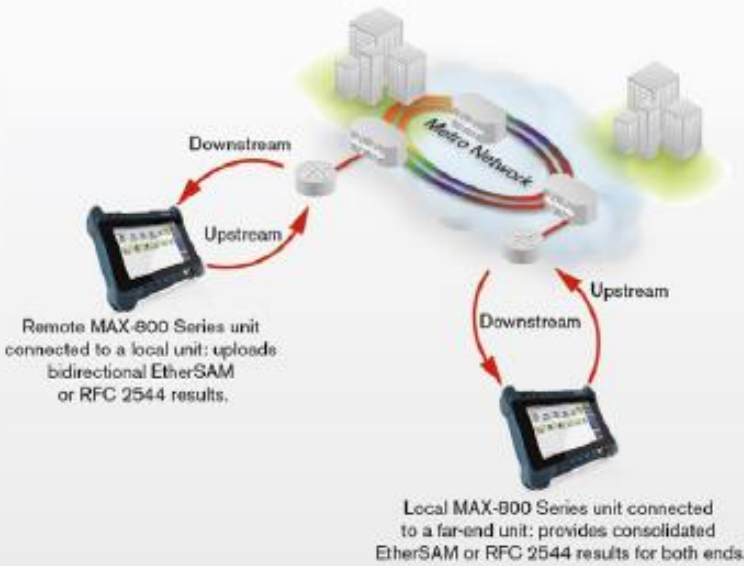 Downstream
Metro Network
Upstream
Upstream
Downstream
Remote MAX-800 Series unit
connected to a local unit: uploads
bidirectional EtherSAM
or RFC 2544 results.
Local MAX-800 Series unit connected
to a far-end unit: provides consolidated
EtherSAM or RFC 2544 results for both ends.